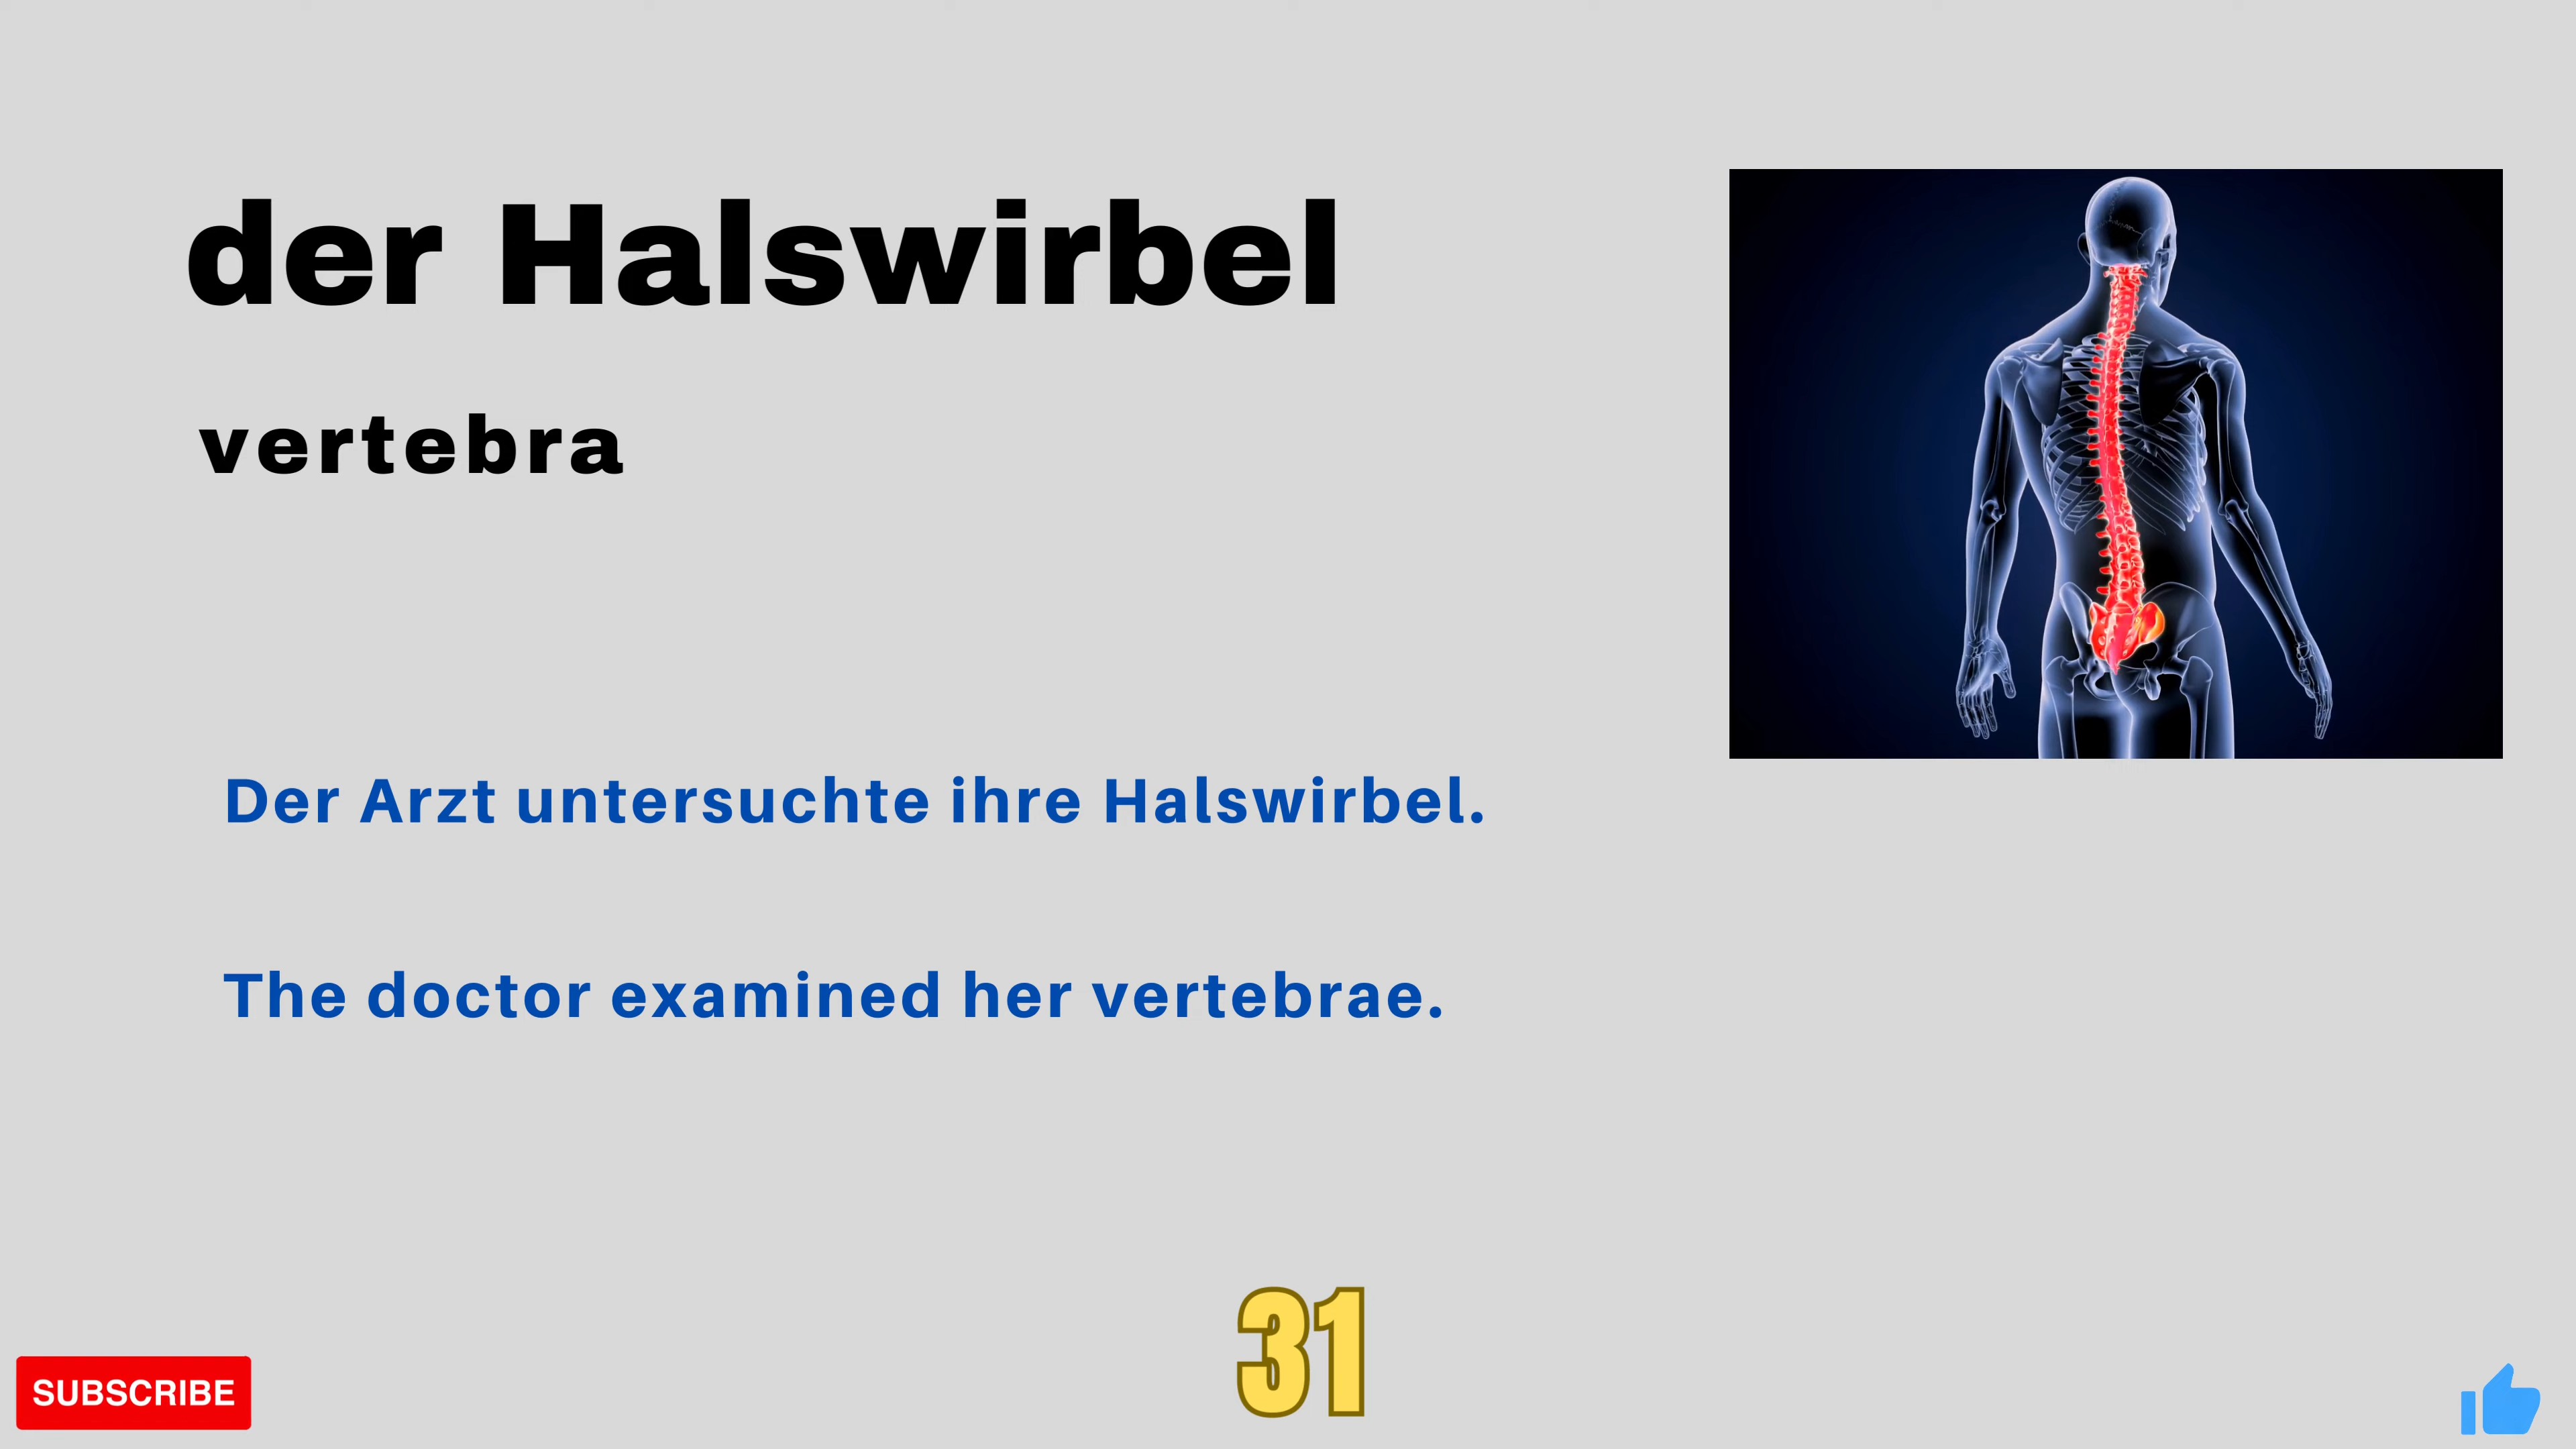 der Halswirbel
vertebra
Der Arzt untersuchte ihre Halswirbel.
The doctor examined her vertebrae.
31
SUBSCRIBE